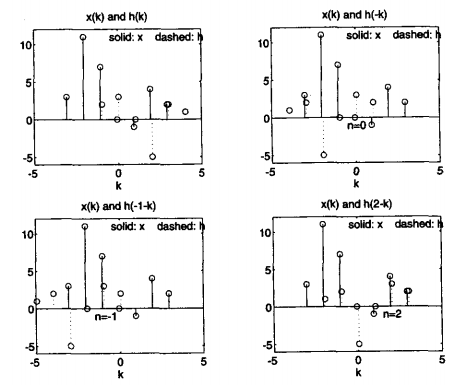 x(k) and h(k)
solid: x dashed: h
10
5
0
-5
-5 0 5
k
x(k) and h(-k)
solid: x dashed: h
10
5
0
n=0
-5
-5 0 5
k
x(k) and h(-1-k)
solid: x dashed: h
10
5
0
n=-1
-5
-5 0 5
k
x(k) and h(2-k)
solid: x dashed: h
10
5
0
n=2
-5
-5 0 5
k